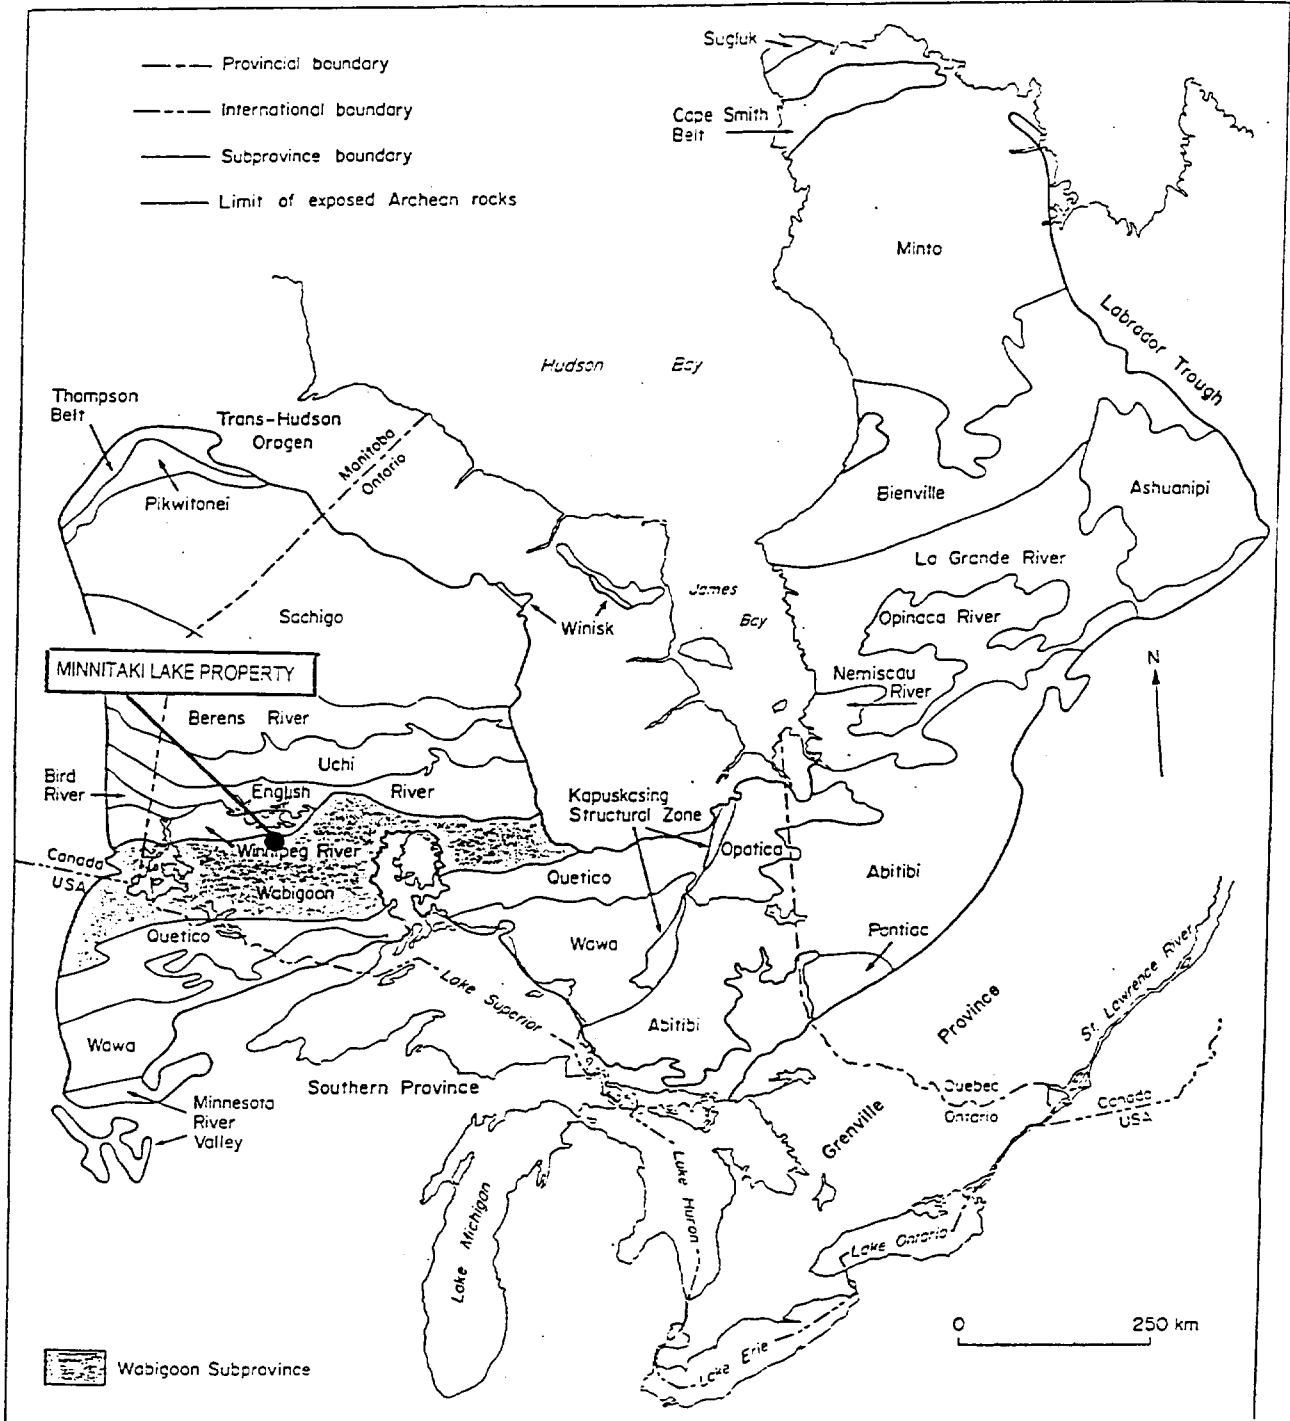 Provincial boundary
International boundary
Subprovince boundary
Limit of exposed Archean rocks
Sugluk
Cape Smith
Belt
Minto
Labrador Trough
Hudson Bay
Thompson
Belt
Trans-Hudson
Orogen
Manitoba
Ontario
Pikwitonei
Bienville
Ashuanipi
La Grande River
James
Bay
Opinaca River
Sachigo
Winisk
N
MINNITAKI LAKE PROPERTY
Nemiscau
River
Berens River
Uchi
Bird
River
English River
Kapuskasing
Structural Zone
Winnipeg River
Opatica
Canada
USA
Wabigoon
Quetico
Abitibi
Quetico
Wawa
Pontiac
Lake Superior
Abitibi
Province
St. Lawrence River
Wawa
Southern Province
Minnesota
River
Valley
Quebec
Ontario
Canada
USA
Grenville
Lake Michigan
Lake Huron
Lake Ontario
Lake Erie
0 250 km
Wabigoon Subprovince